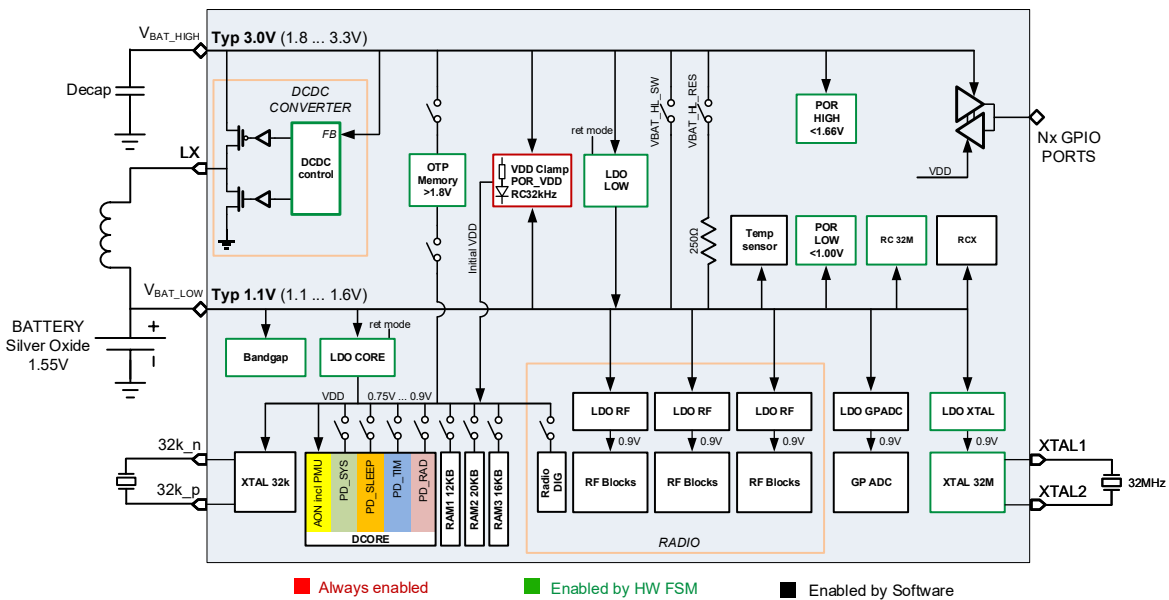 V_BAT_HIGH
Typ 3.0V (1.8 ... 3.3V)
Decap
DCDC
CONVERTER
FB
DCDC
control
LX
OTP
Memory
>1.8V
VDD Clamp
POR_VDD
RC32kHz
Initial VDD
ret mode
LDO
LOW
VBAT_HL_SW
VBAT_HL_RES
250Ω
POR
HIGH
<1.66V
VDD
Nx GPIO
PORTS
Temp
sensor
POR
LOW
<1.00V
RC 32M
RCX
V_BAT_LOW
Typ 1.1V (1.1 ... 1.6V)
BATTERY
Silver Oxide
1.55V
+
Bandgap
ret mode
LDO CORE
VDD
0.75V ... 0.9V
LDO RF
LDO RF
LDO RF
LDO GPADC
LDO XTAL
0.9V
0.9V
0.9V
0.9V
0.9V
32k_n
32k_p
XTAL 32k
AON incl PMU
PD_SYS
PD_SLEEP
PD_TIM
PD_RAD
DCORE
RAM1 12KB
RAM2 20KB
RAM3 16KB
Radio
DIG
RF Blocks
RF Blocks
RF Blocks
RADIO
GP ADC
XTAL 32M
XTAL1
XTAL2
32MHz
Always enabled
Enabled by HW FSM
Enabled by Software